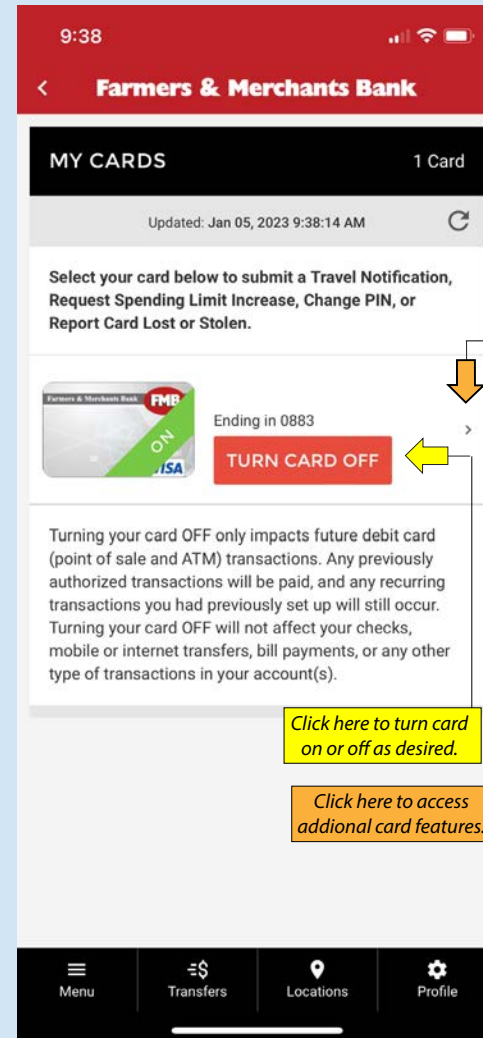 9:38
Farmers & Merchants Bank
MY CARDS 1 Card
Updated: Jan 05, 2023 9:38:14 AM
Select your card below to submit a Travel Notification,
Request Spending Limit Increase, Change PIN, or
Report Card Lost or Stolen.
Farmers & Merchants Bank FMB
ON
VISA
Ending in 0883
TURN CARD OFF
Turning your card OFF only impacts future debit card
(point of sale and ATM) transactions. Any previously
authorized transactions will be paid, and any recurring
transactions you had previously set up will still occur.
Turning your card OFF will not affect your checks,
mobile or internet transfers, bill payments, or any other
type of transactions in your account(s).
Click here to turn card
on or off as desired.
Click here to access
addional card features.
Menu Transfers Locations Profile